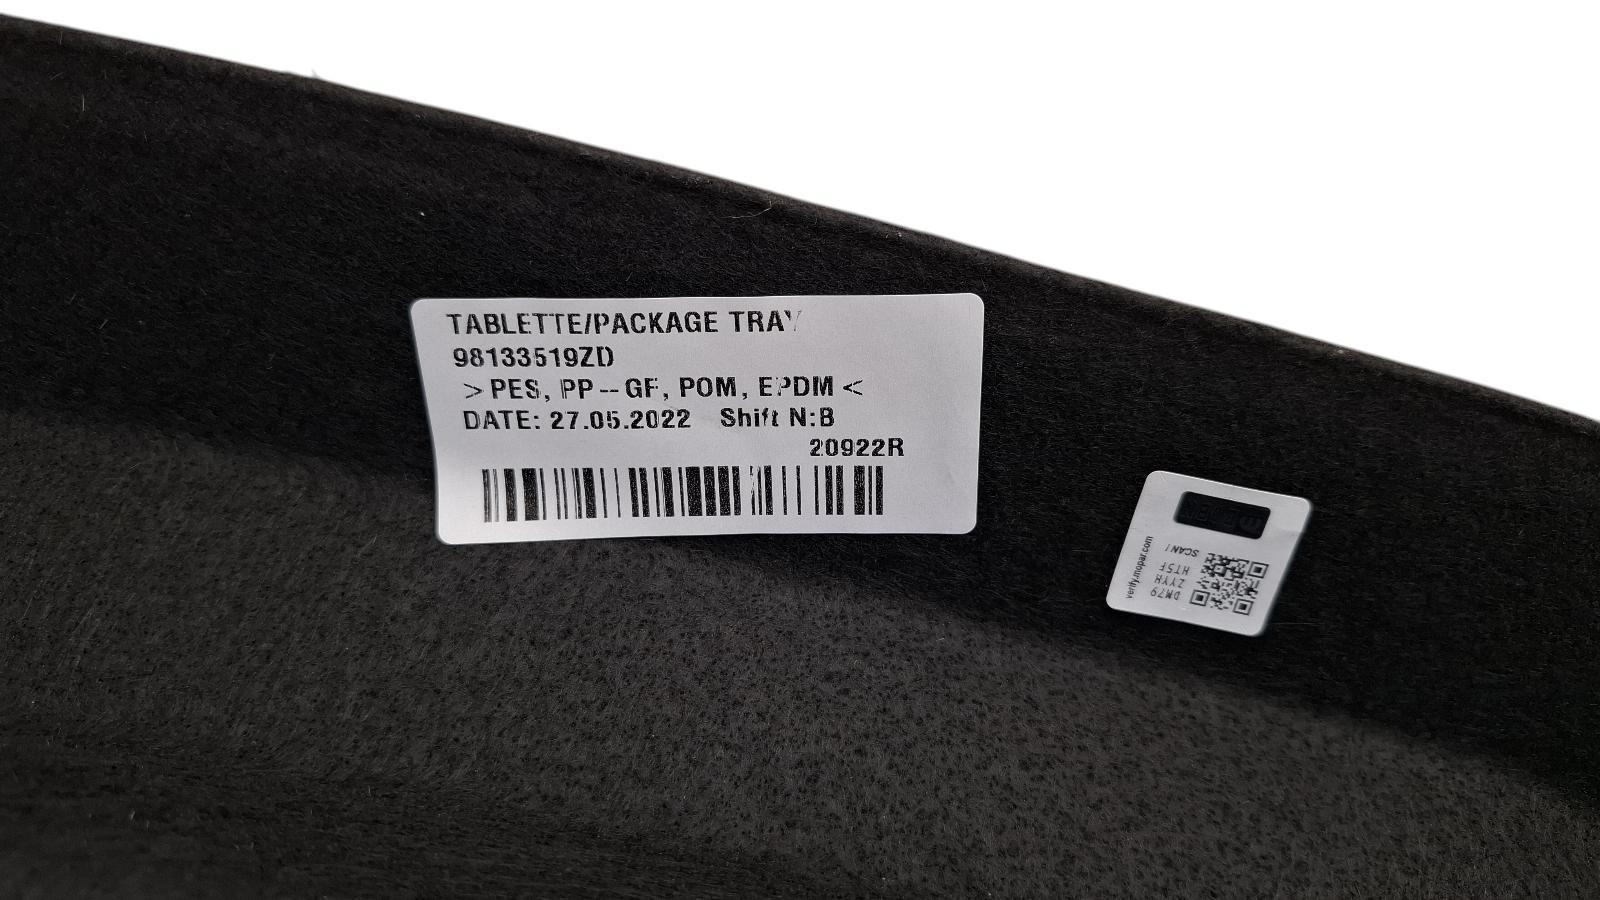 TABLETTE/PACKAGE TRAY
98133519ZD
>PES, PP--GF, POM, EPDM<
DATE: 27.05.2022 Shift N:B
20922R
verify.mopar.com
SCAN!
DM79
ZYYH
HT5F